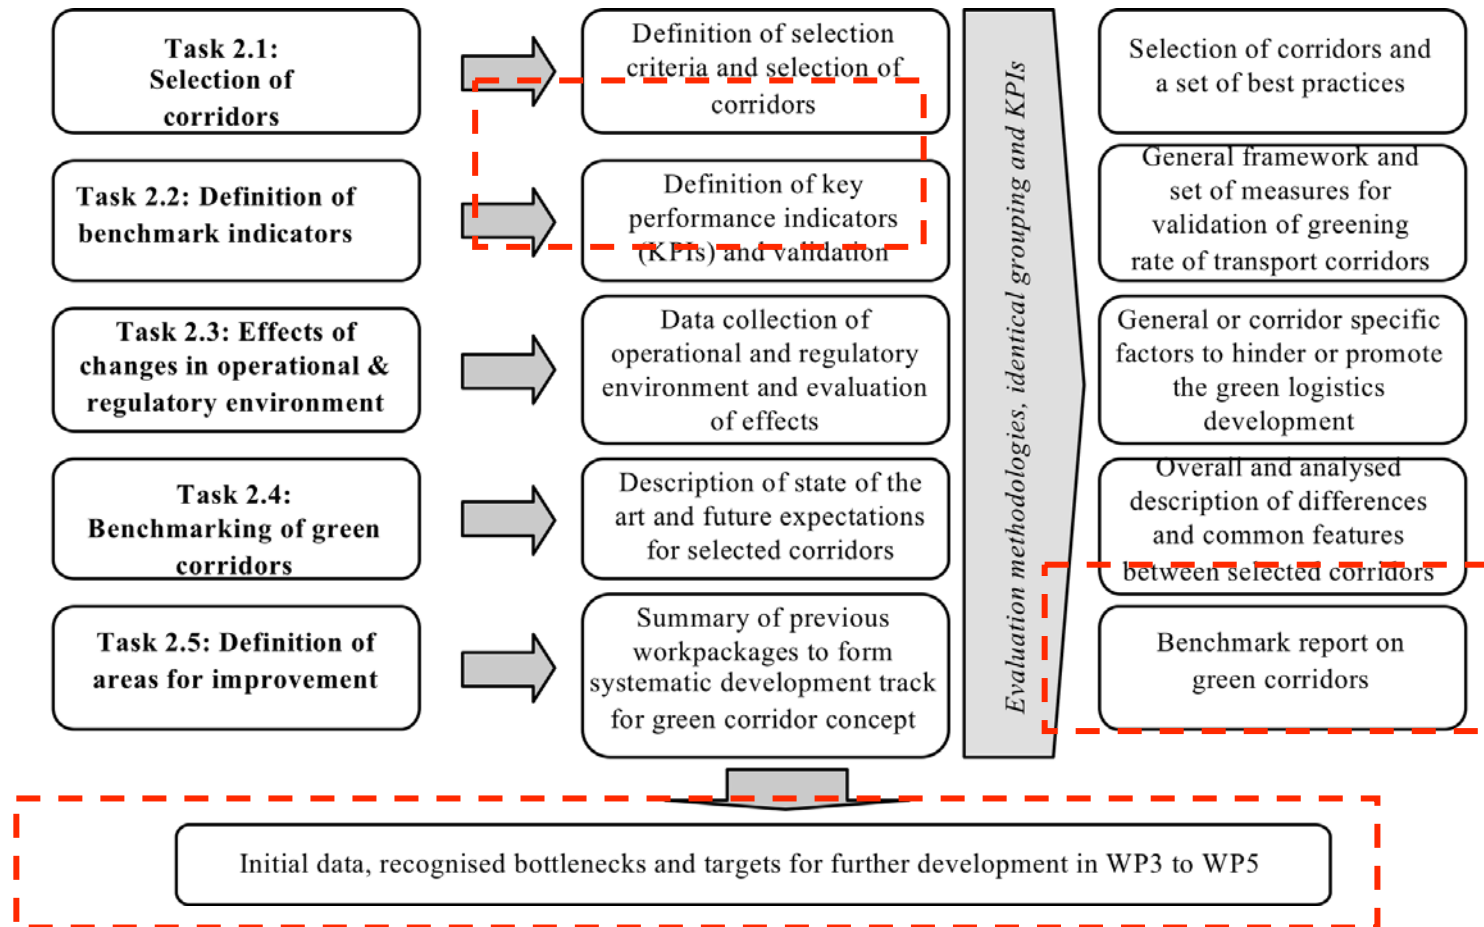 Task 2.1:
Selection of
corridors
Definition of selection
criteria and selection of
corridors
Selection of corridors and
a set of best practices
Task 2.2: Definition of
benchmark indicators
Definition of key
performance indicators
(KPIs) and validation
General framework and
set of measures for
validation of greening
rate of transport corridors
Task 2.3: Effects of
changes in operational &
regulatory environment
Data collection of
operational and regulatory
environment and evaluation
of effects
General or corridor specific
factors to hinder or promote
the green logistics
development
Task 2.4:
Benchmarking of green
corridors
Description of state of the
art and future expectations
for selected corridors
Overall and analysed
description of differences
and common features
between selected corridors
Task 2.5: Definition of
areas for improvement
Summary of previous
workpackages to form
systematic development track
for green corridor concept
Benchmark report on
green corridors
Evaluation methodologies, identical grouping and KPIs
Initial data, recognised bottlenecks and targets for further development in WP3 to WP5